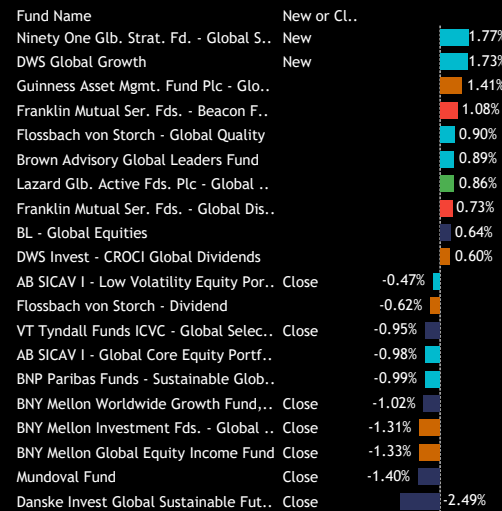 Fund Name New or Cl..
Ninety One Glb. Strat. Fd. - Global S.. New 1.77%
DWS Global Growth New 1.73%
Guinness Asset Mgmt. Fund Plc - Glo.. 1.41%
Franklin Mutual Ser. Fds. - Beacon F.. 1.08%
Flossbach von Storch - Global Quality 0.90%
Brown Advisory Global Leaders Fund 0.89%
Lazard Glb. Active Fds. Plc - Global .. 0.86%
Franklin Mutual Ser. Fds. - Global Dis.. 0.73%
BL - Global Equities 0.64%
DWS Invest - CROCI Global Dividends 0.60%
AB SICAV I - Low Volatility Equity Por.. Close -0.47%
Flossbach von Storch - Dividend -0.62%
VT Tyndall Funds ICVC - Global Selec.. Close -0.95%
AB SICAV I - Global Core Equity Portf.. -0.98%
BNP Paribas Funds - Sustainable Glob.. -0.99%
BNY Mellon Worldwide Growth Fund,.. Close -1.02%
BNY Mellon Investment Fds. - Global .. Close -1.31%
BNY Mellon Global Equity Income Fund Close -1.33%
Mundoval Fund Close -1.40%
Danske Invest Global Sustainable Fut.. Close -2.49%